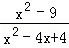 x² − 9
x² − 4x+4